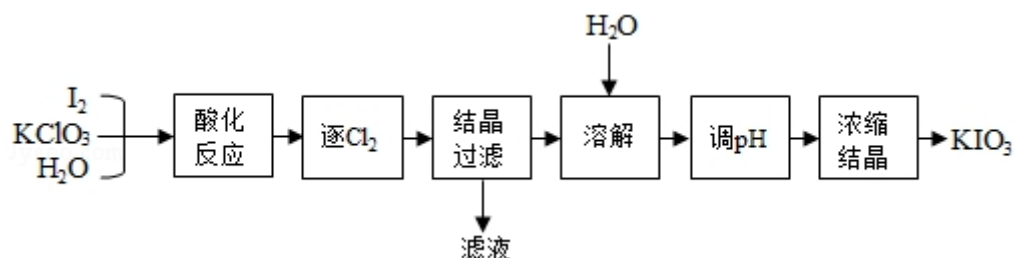 H₂O
I₂
KClO₃
H₂O
酸化
反应
逐Cl₂
结晶
过滤
溶解
调pH
浓缩
结晶
KIO₃
滤液